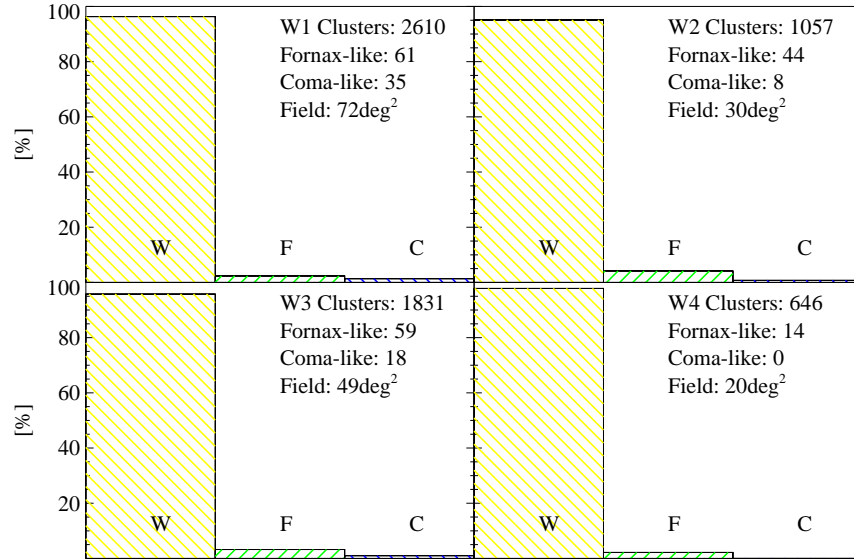 100
80
60
40
20
[%]
W1 Clusters: 2610
Fornax-like: 61
Coma-like: 35
Field: 72deg²
W F C
W2 Clusters: 1057
Fornax-like: 44
Coma-like: 8
Field: 30deg²
W F C
100
80
60
40
20
[%]
W3 Clusters: 1831
Fornax-like: 59
Coma-like: 18
Field: 49deg²
W F C
W4 Clusters: 646
Fornax-like: 14
Coma-like: 0
Field: 20deg²
W F C